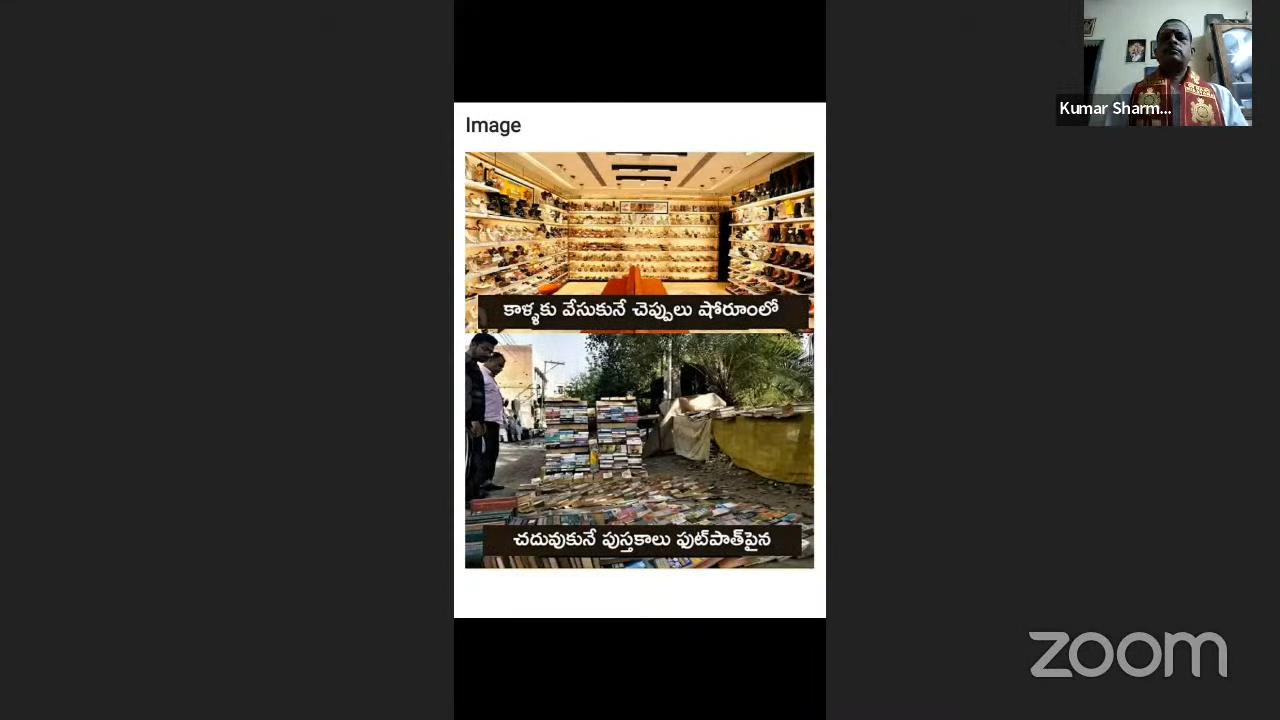 Kumar Sharm...
Image
కాళ్ళకు వేసుకునే చెప్పులు షోరూంలో
చదువుకునే పుస్తకాలు ఫుట్‌పాత్‌పైన
zoom